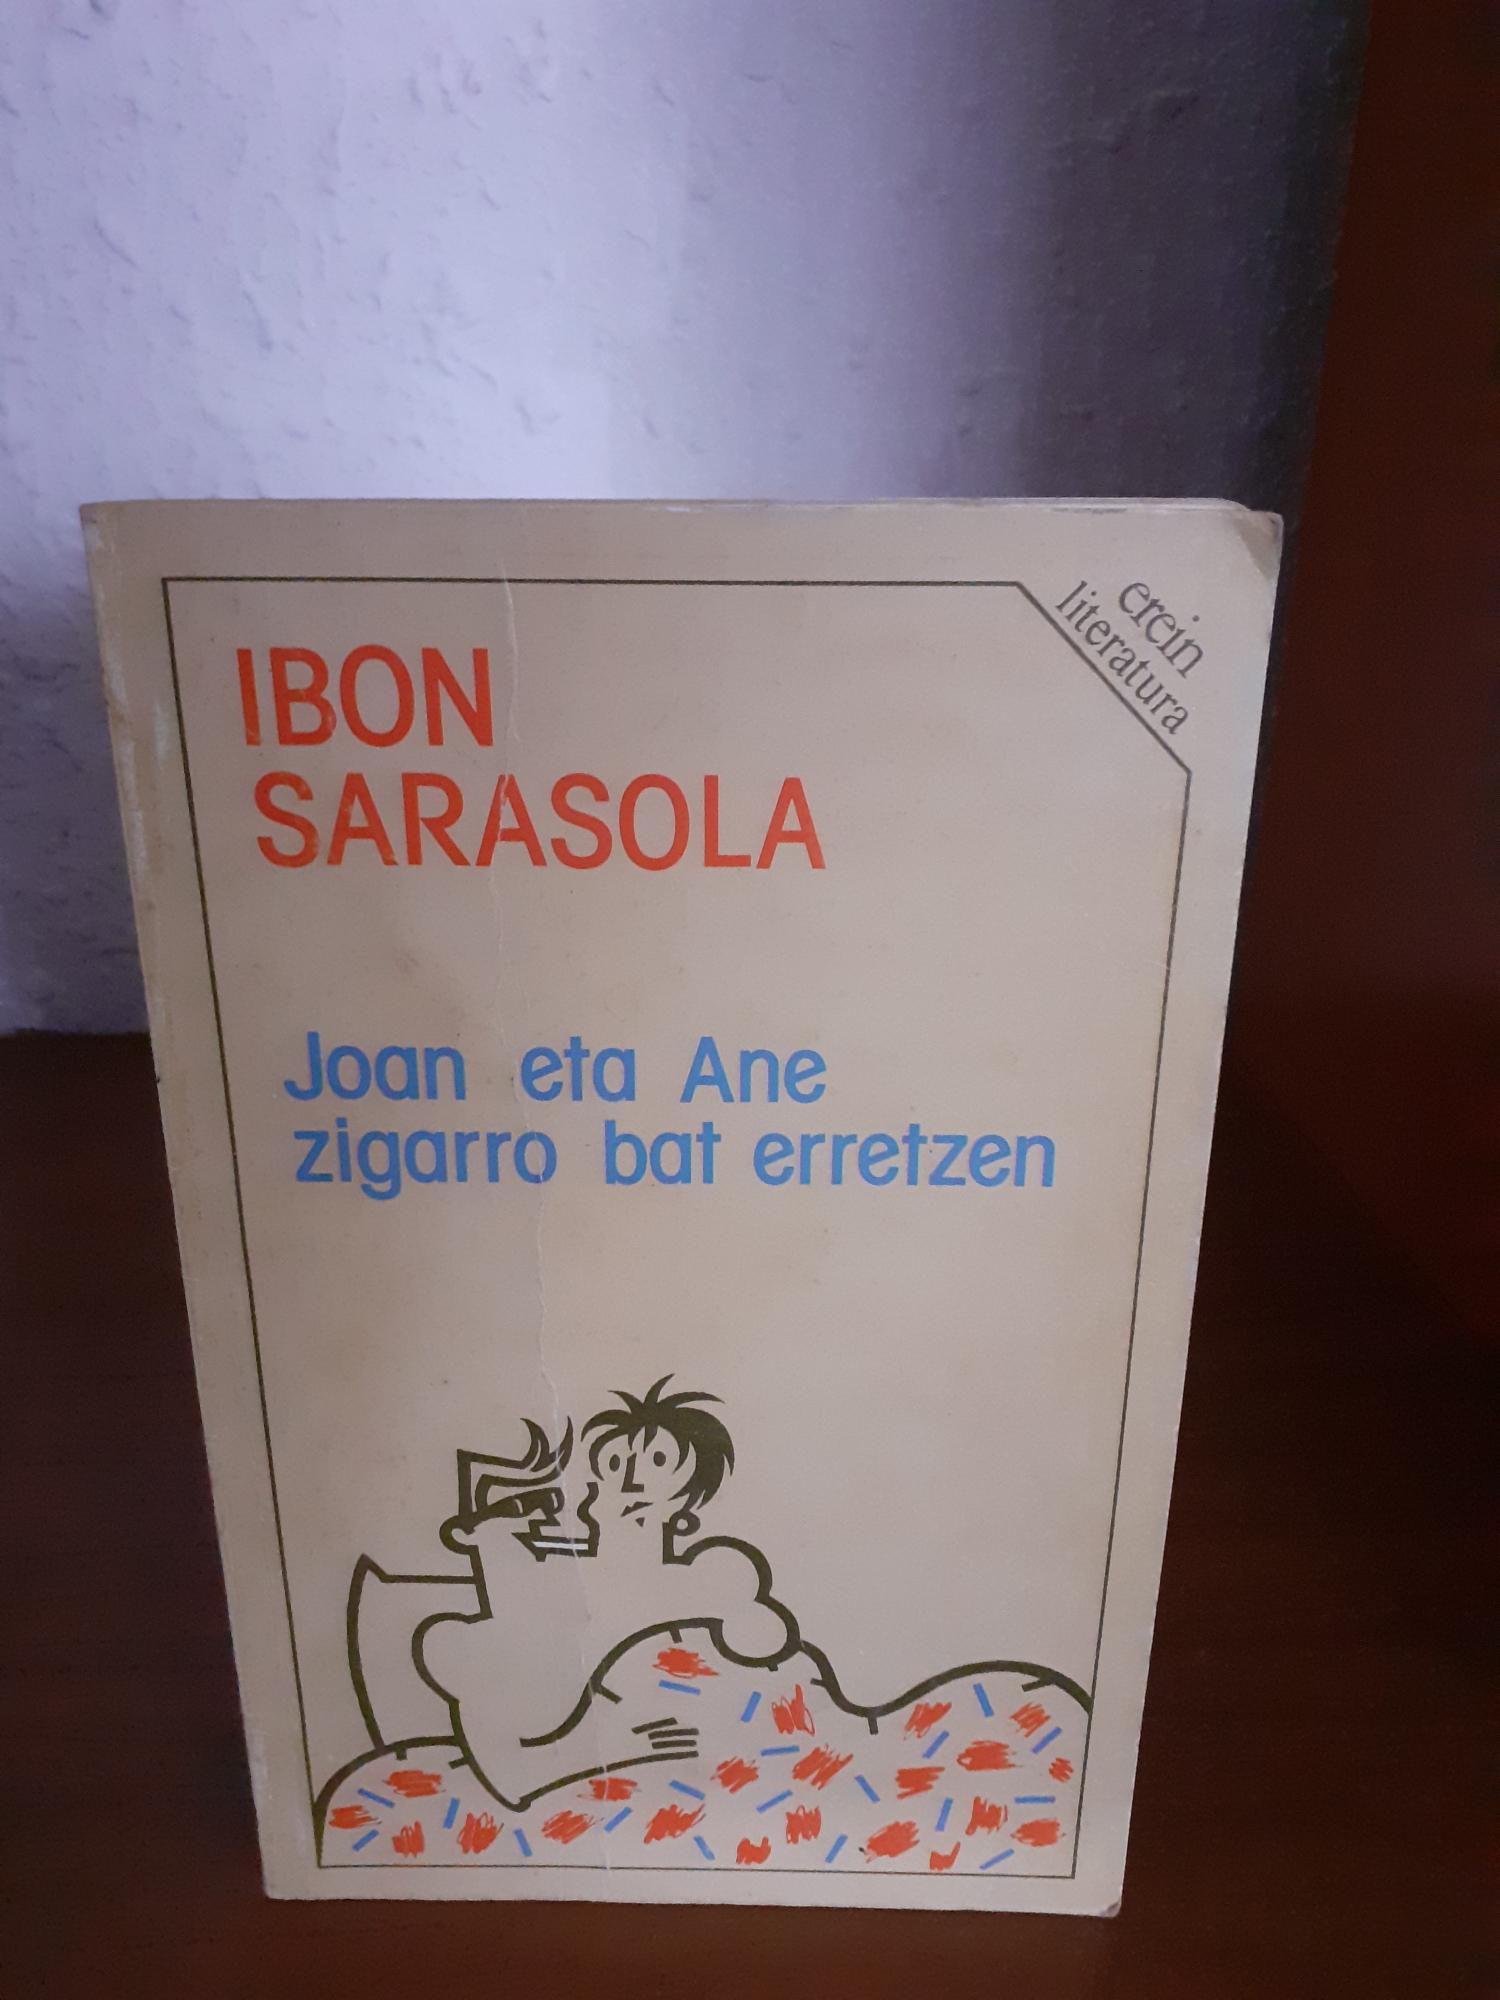 erein
literatura
IBON
SARASOLA
Joan eta Ane
zigarro bat erretzen